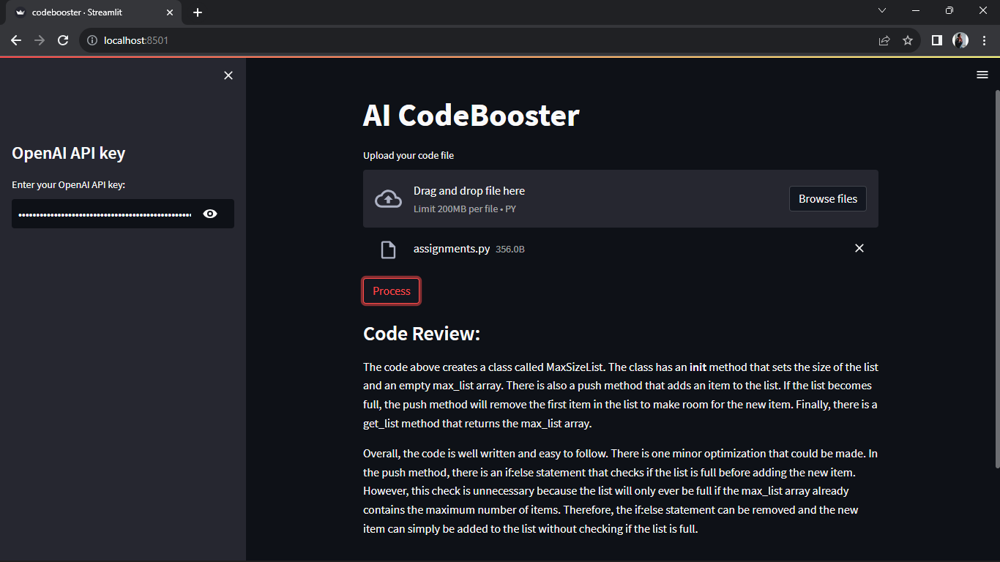 codebooster · Streamlit
localhost:8501
OpenAI API key
Enter your OpenAI API key:
AI CodeBooster
Upload your code file
Drag and drop file here
Limit 200MB per file • PY
Browse files
assignments.py 356.0B
Process
Code Review:
The code above creates a class called MaxSizeList. The class has an init method that sets the size of the list
and an empty max_list array. There is also a push method that adds an item to the list. If the list becomes
full, the push method will remove the first item in the list to make room for the new item. Finally, there is a
get_list method that returns the max_list array.
Overall, the code is well written and easy to follow. There is one minor optimization that could be made. In
the push method, there is an if:else statement that checks if the list is full before adding the new item.
However, this check is unnecessary because the list will only ever be full if the max_list array already
contains the maximum number of items. Therefore, the if:else statement can be removed and the new
item can simply be added to the list without checking if the list is full.